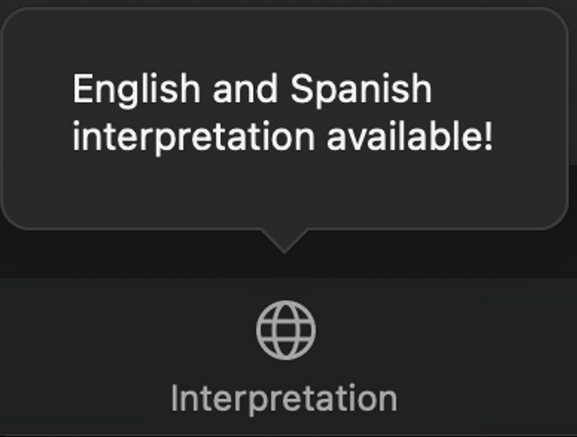 English and Spanish
interpretation available!
Interpretation